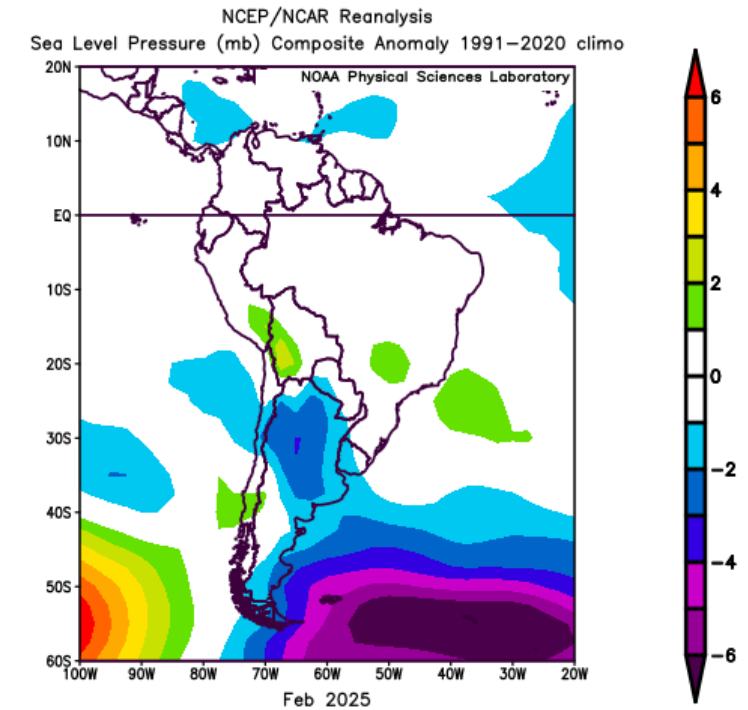 NCEP/NCAR Reanalysis
Sea Level Pressure (mb) Composite Anomaly 1991–2020 climo
NOAA Physical Sciences Laboratory
20N
10N
EQ
10S
20S
30S
40S
50S
60S
100W 90W 80W 70W 60W 50W 40W 30W 20W
Feb 2025
6
4
2
0
−2
−4
−6